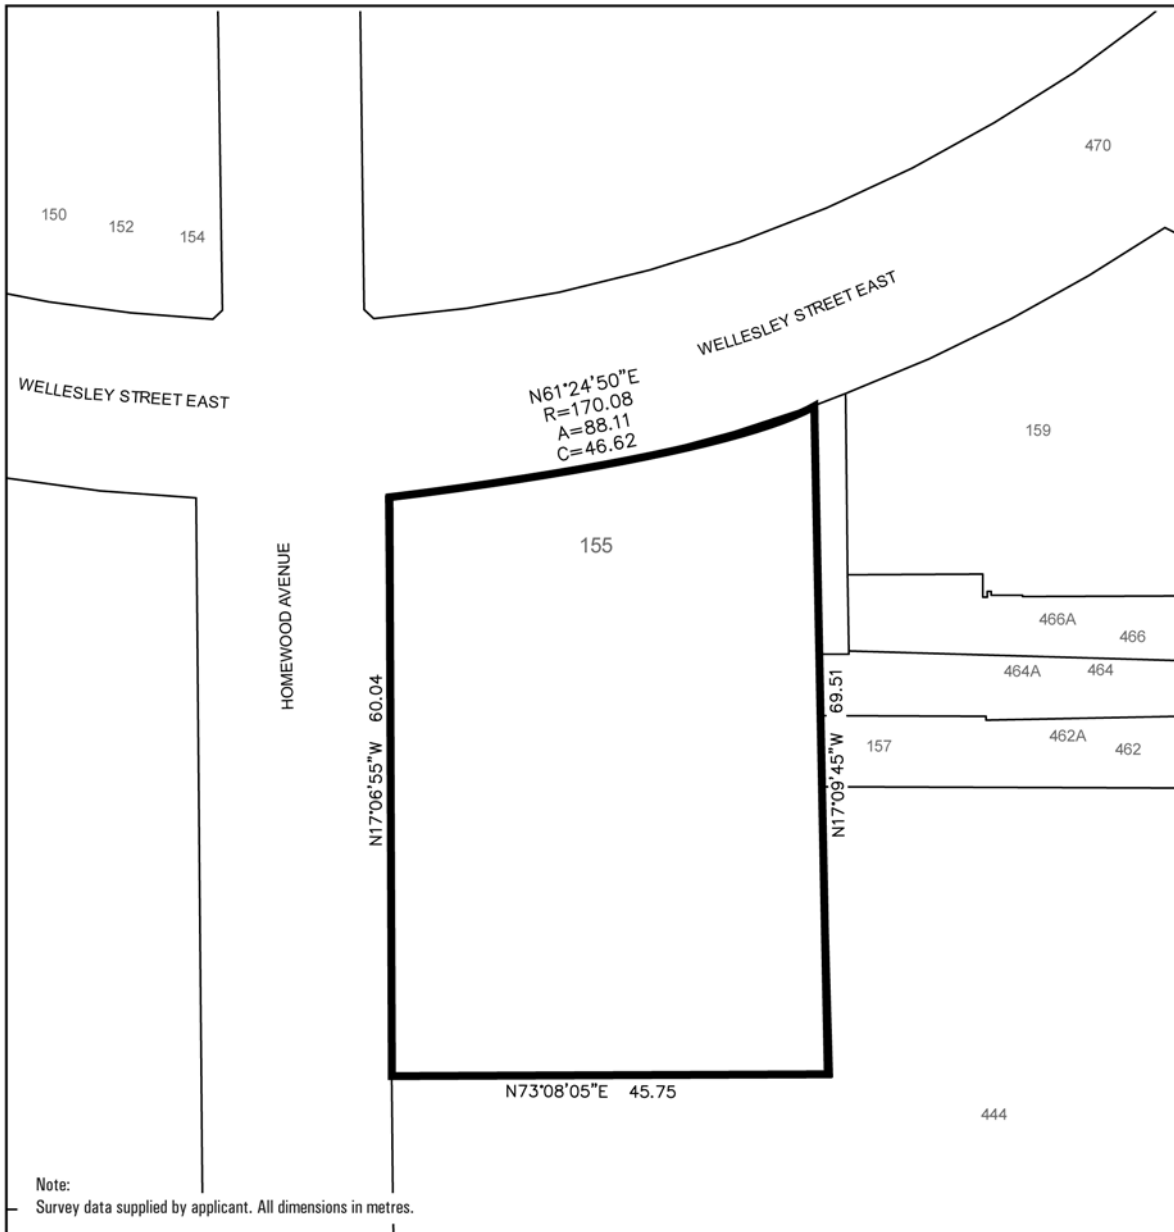 470
150
152
154
WELLESLEY STREET EAST
WELLESLEY STREET EAST
N61°24'50"E
R=170.08
A=88.11
C=46.62
159
155
HOMEWOOD AVENUE
466A
466
464A
464
N17°06'55"W 60.04
N17°09'45"W 69.51
157
462A
462
N73°08'05"E 45.75
444
Note:
Survey data supplied by applicant. All dimensions in metres.